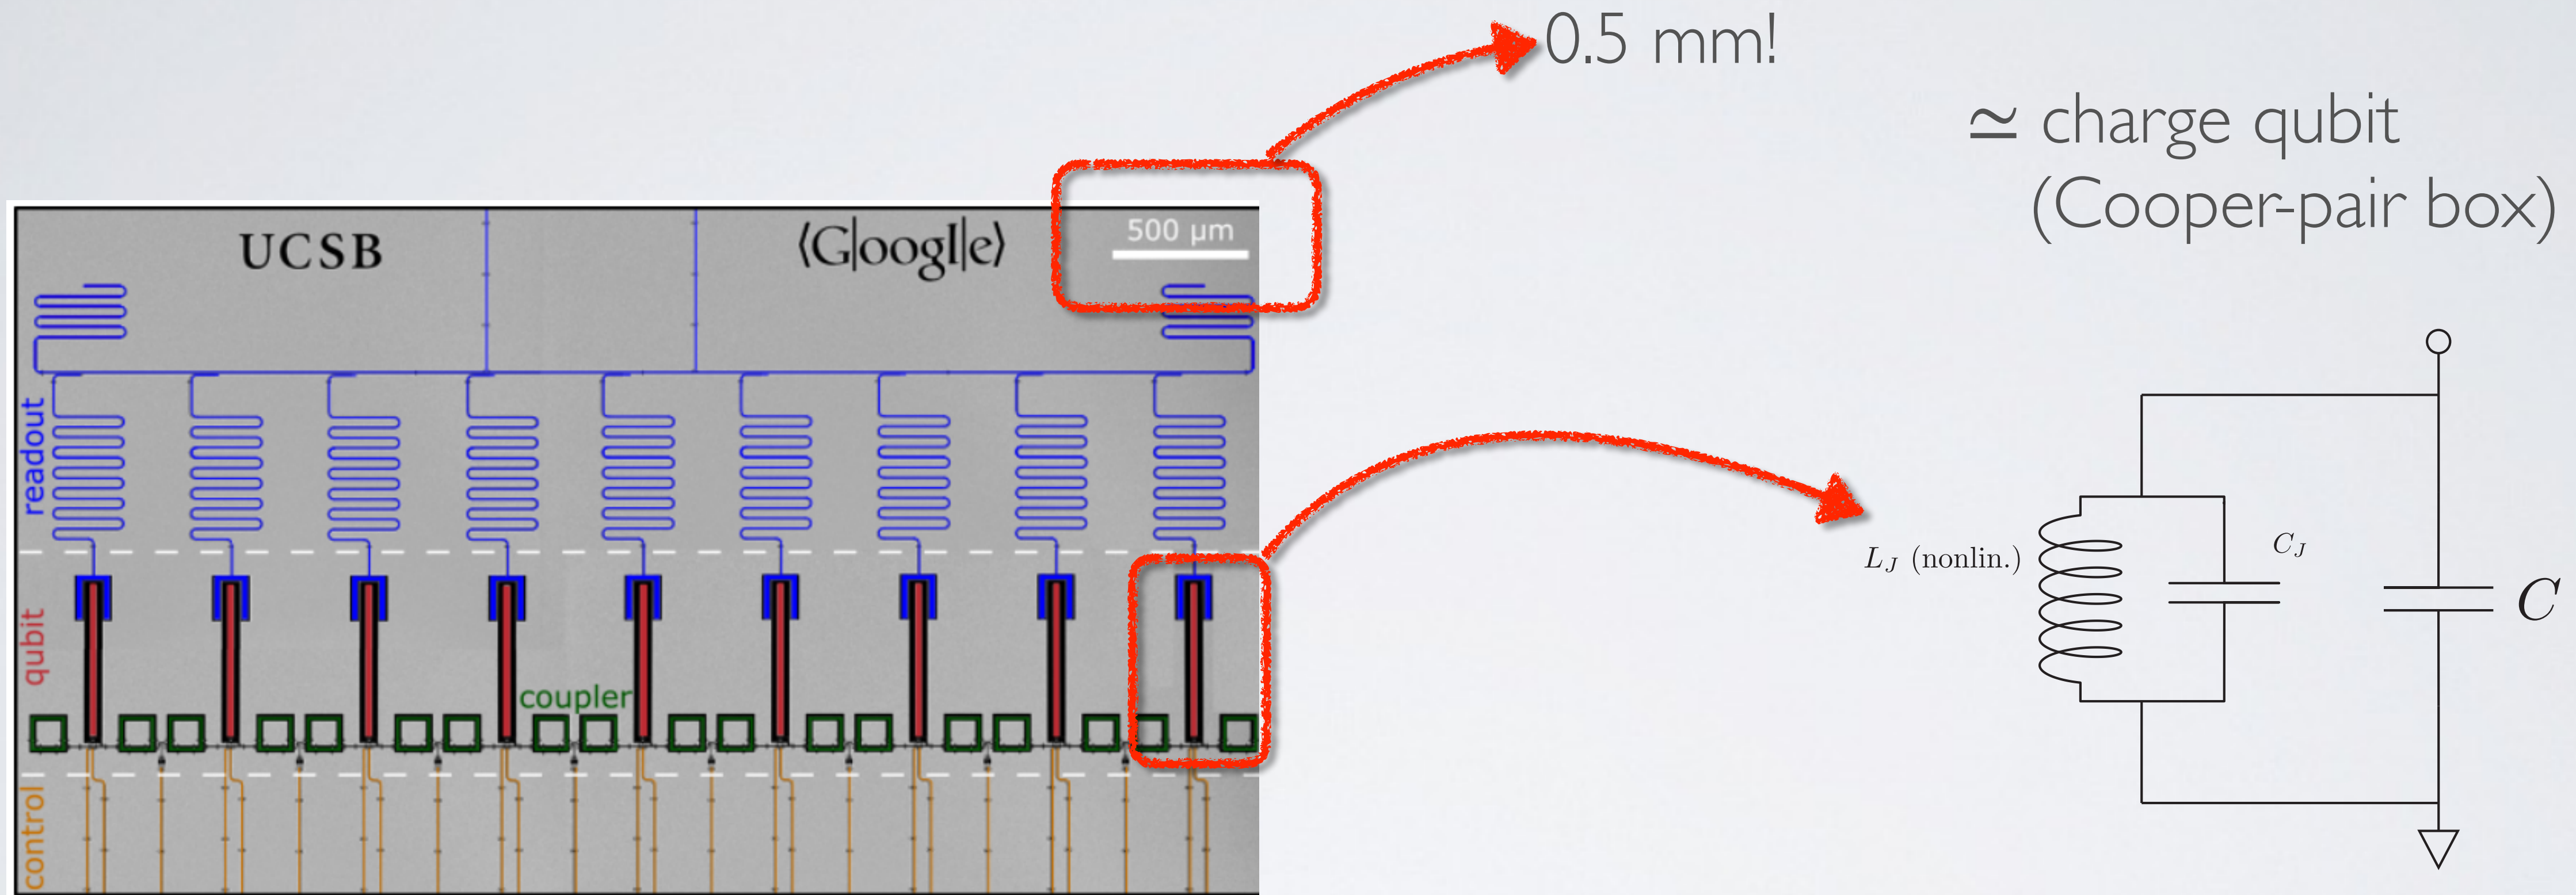 0.5 mm!
≃ charge qubit
(Cooper-pair box)
UCSB
⟨G|oogl|e⟩
500 µm
readout
qubit
coupler
control
L_J (nonlin.)
C_J
C